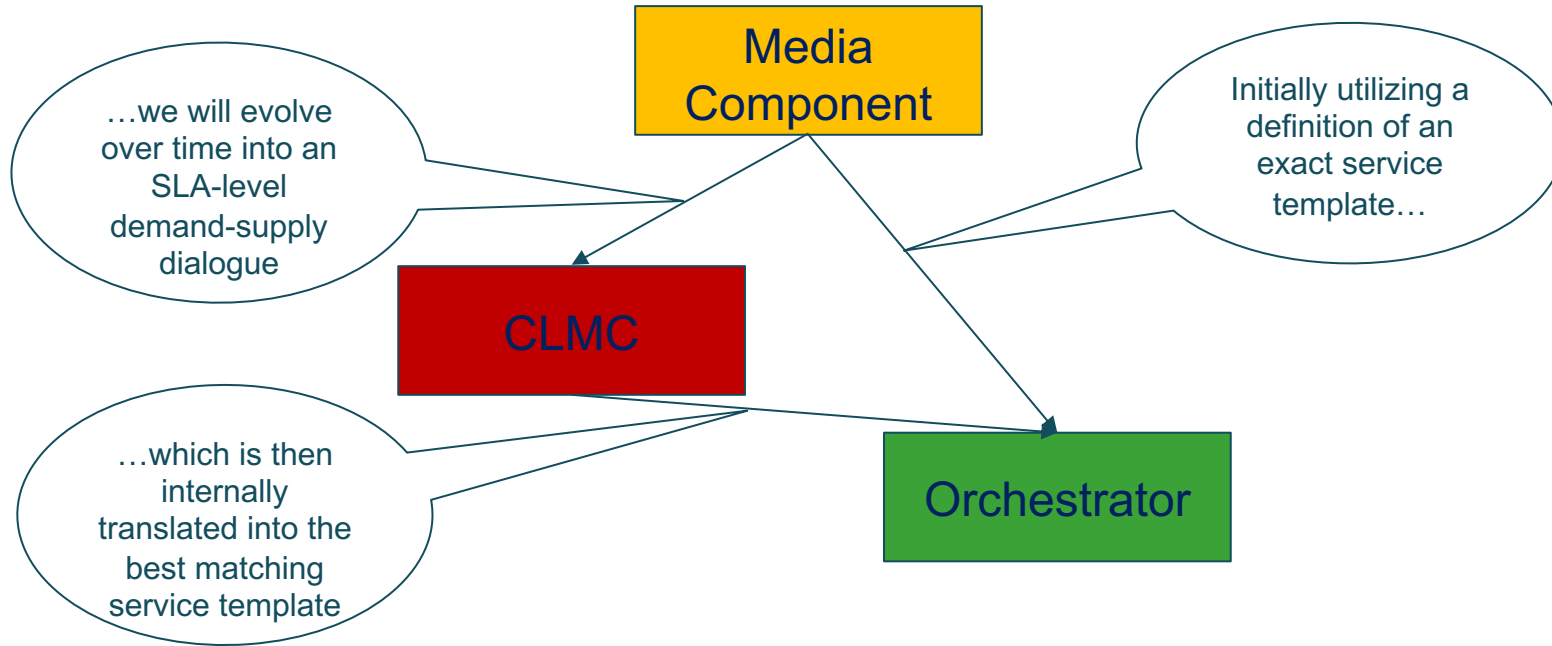 Media
Component
Initially utilizing a
definition of an
exact service
template…
…we will evolve
over time into an
SLA-level
demand-supply
dialogue
CLMC
…which is then
internally
translated into the
best matching
service template
Orchestrator